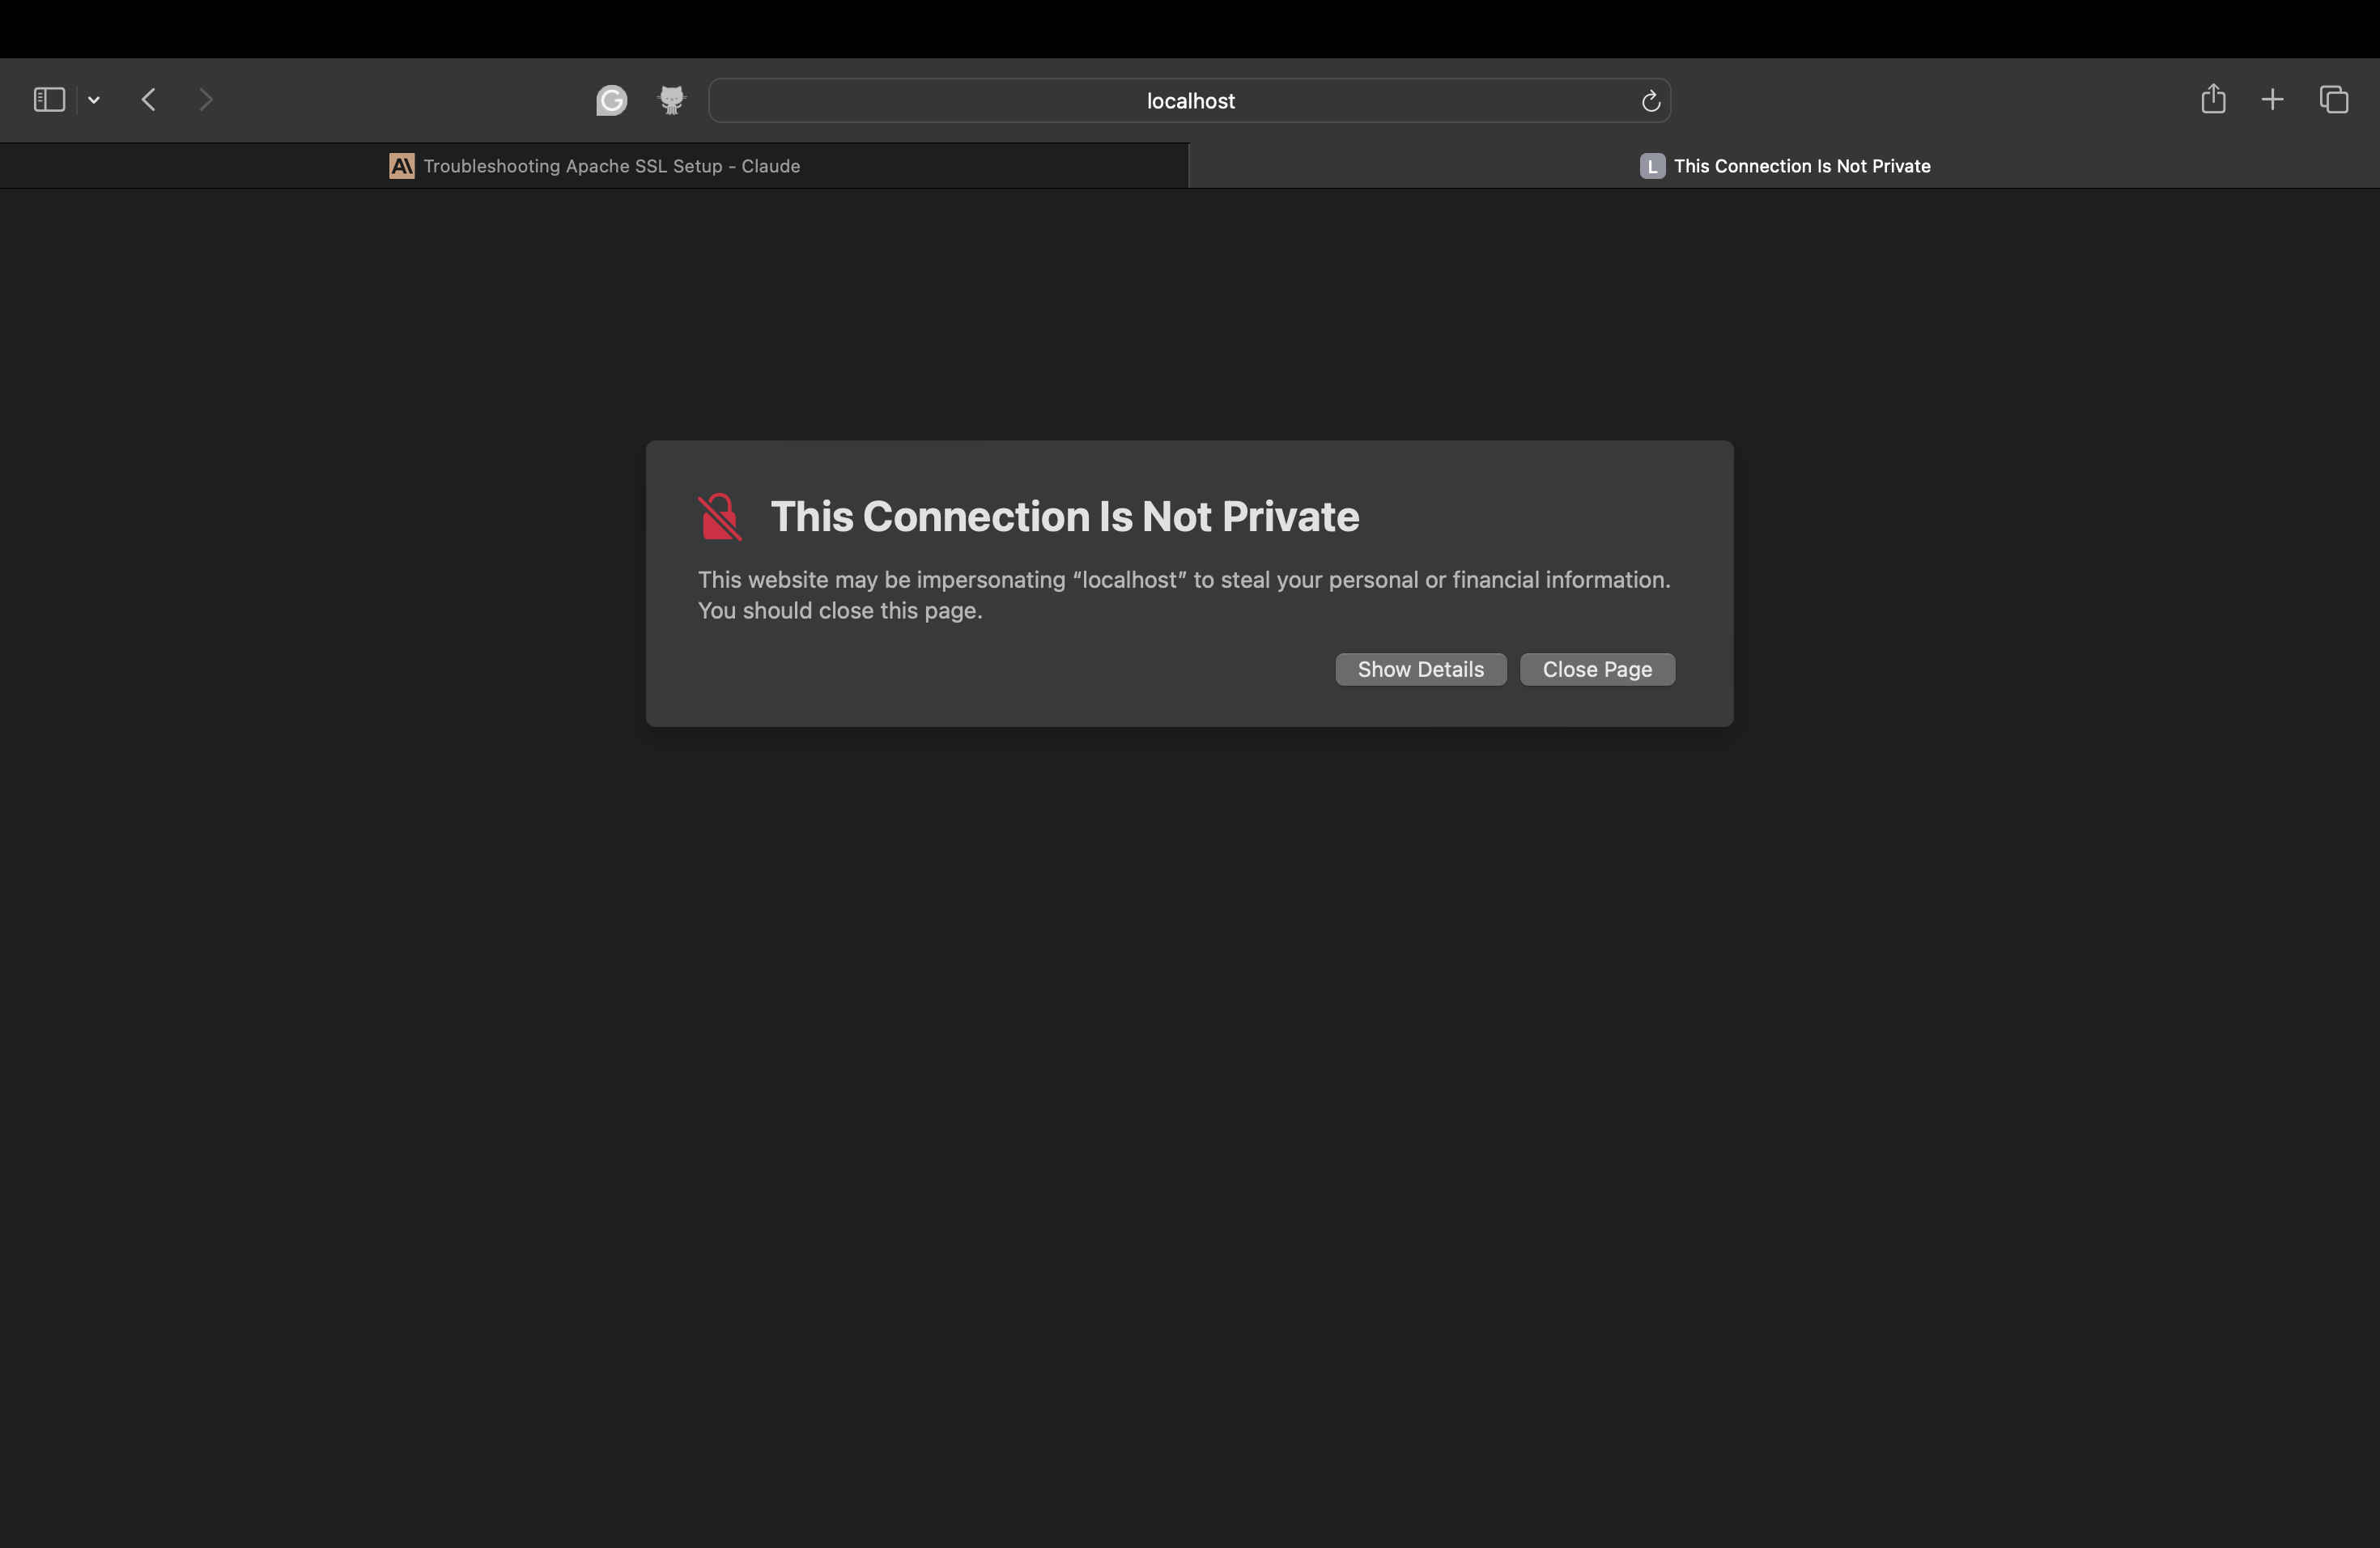 localhost
Troubleshooting Apache SSL Setup - Claude
L This Connection Is Not Private
This Connection Is Not Private
This website may be impersonating “localhost” to steal your personal or financial information.
You should close this page.
Show Details Close Page